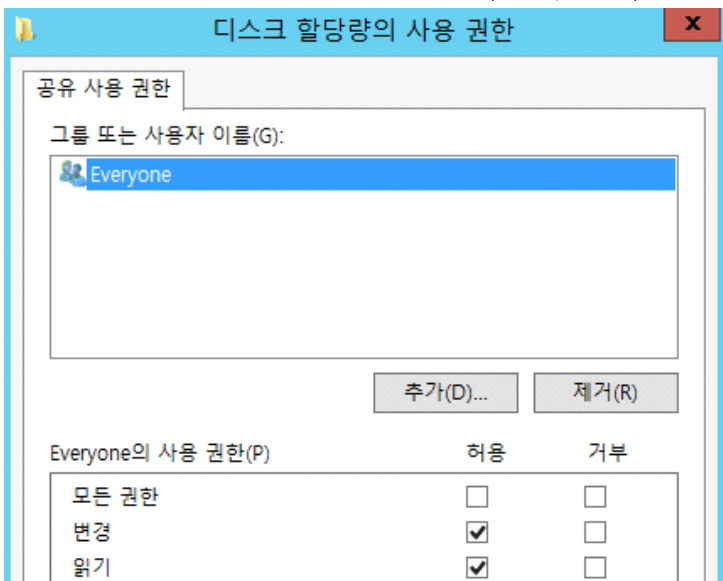 디스크 할당량의 사용 권한
x
공유 사용 권한
그룹 또는 사용자 이름(G):
Everyone
추가(D)... 제거(R)
Everyone의 사용 권한(P) 허용 거부
모든 권한
변경
읽기